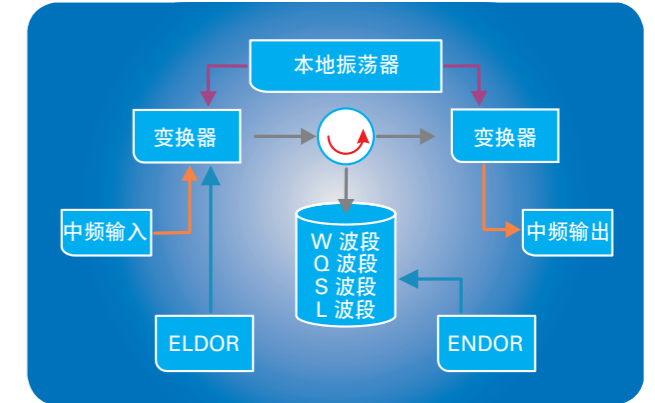 本地振荡器
变换器
变换器
中频输入
W 波段
Q 波段
S 波段
L 波段
中频输出
ELDOR
ENDOR